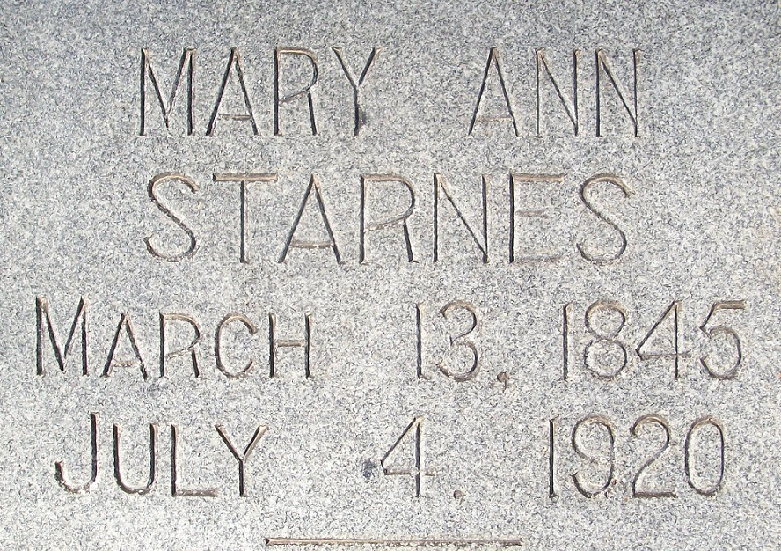 MARY ANN
STARNES
MARCH 13, 1845
JULY 4. 1920